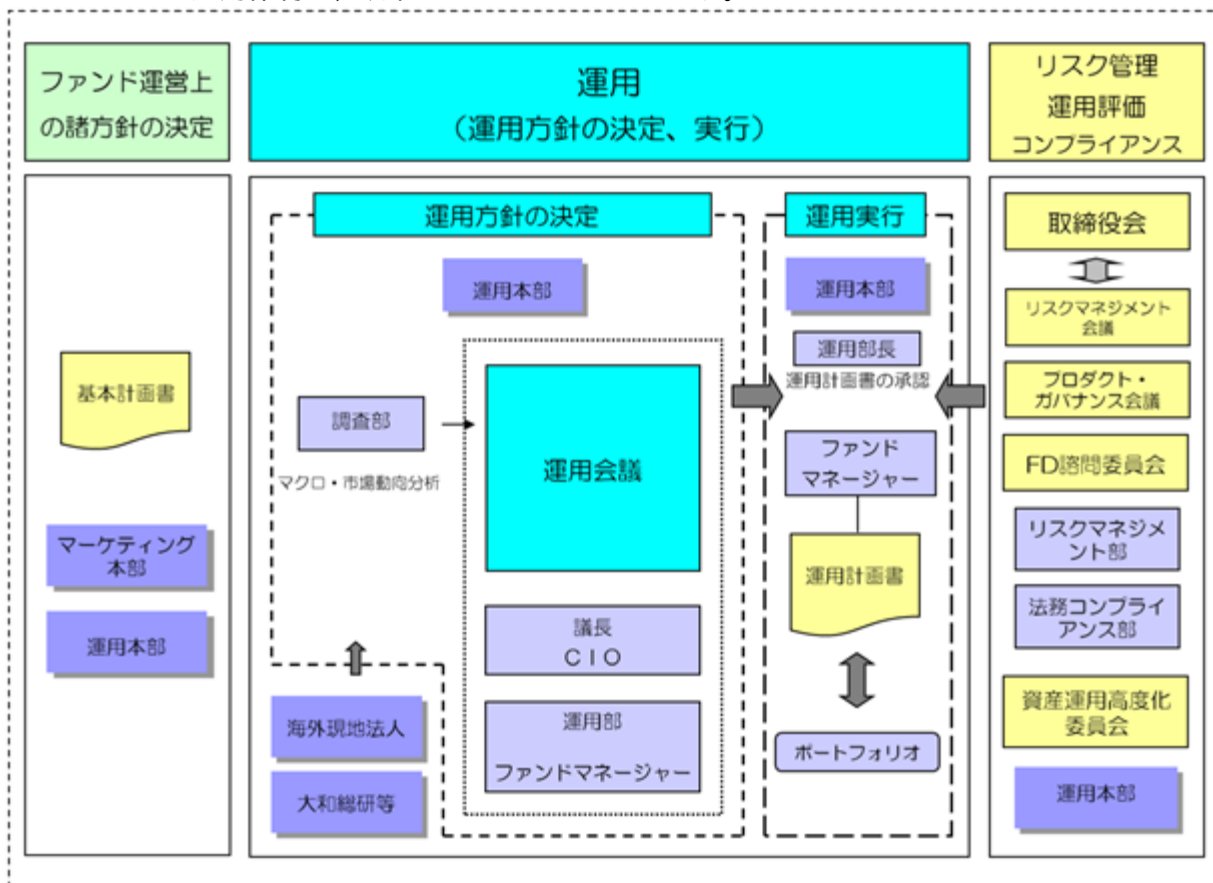 ファンド運営上
の諸方針の決定
運用
（運用方針の決定、実行）
リスク管理
運用評価
コンプライアンス
基本計画書
マーケティング
本部
運用本部
運用方針の決定
運用本部
調査部
マクロ・市場動向分析
運用会議
議長
ＣＩＯ
運用部
ファンドマネージャー
海外現地法人
大和総研等
運用実行
運用本部
運用部長
運用計画書の承認
ファンド
マネージャー
運用計画書
ポートフォリオ
取締役会
リスクマネジメント
会議
プロダクト・
ガバナンス会議
FD諮問委員会
リスクマネジメ
ント部
法務コンプライ
アンス部
資産運用高度化
委員会
運用本部